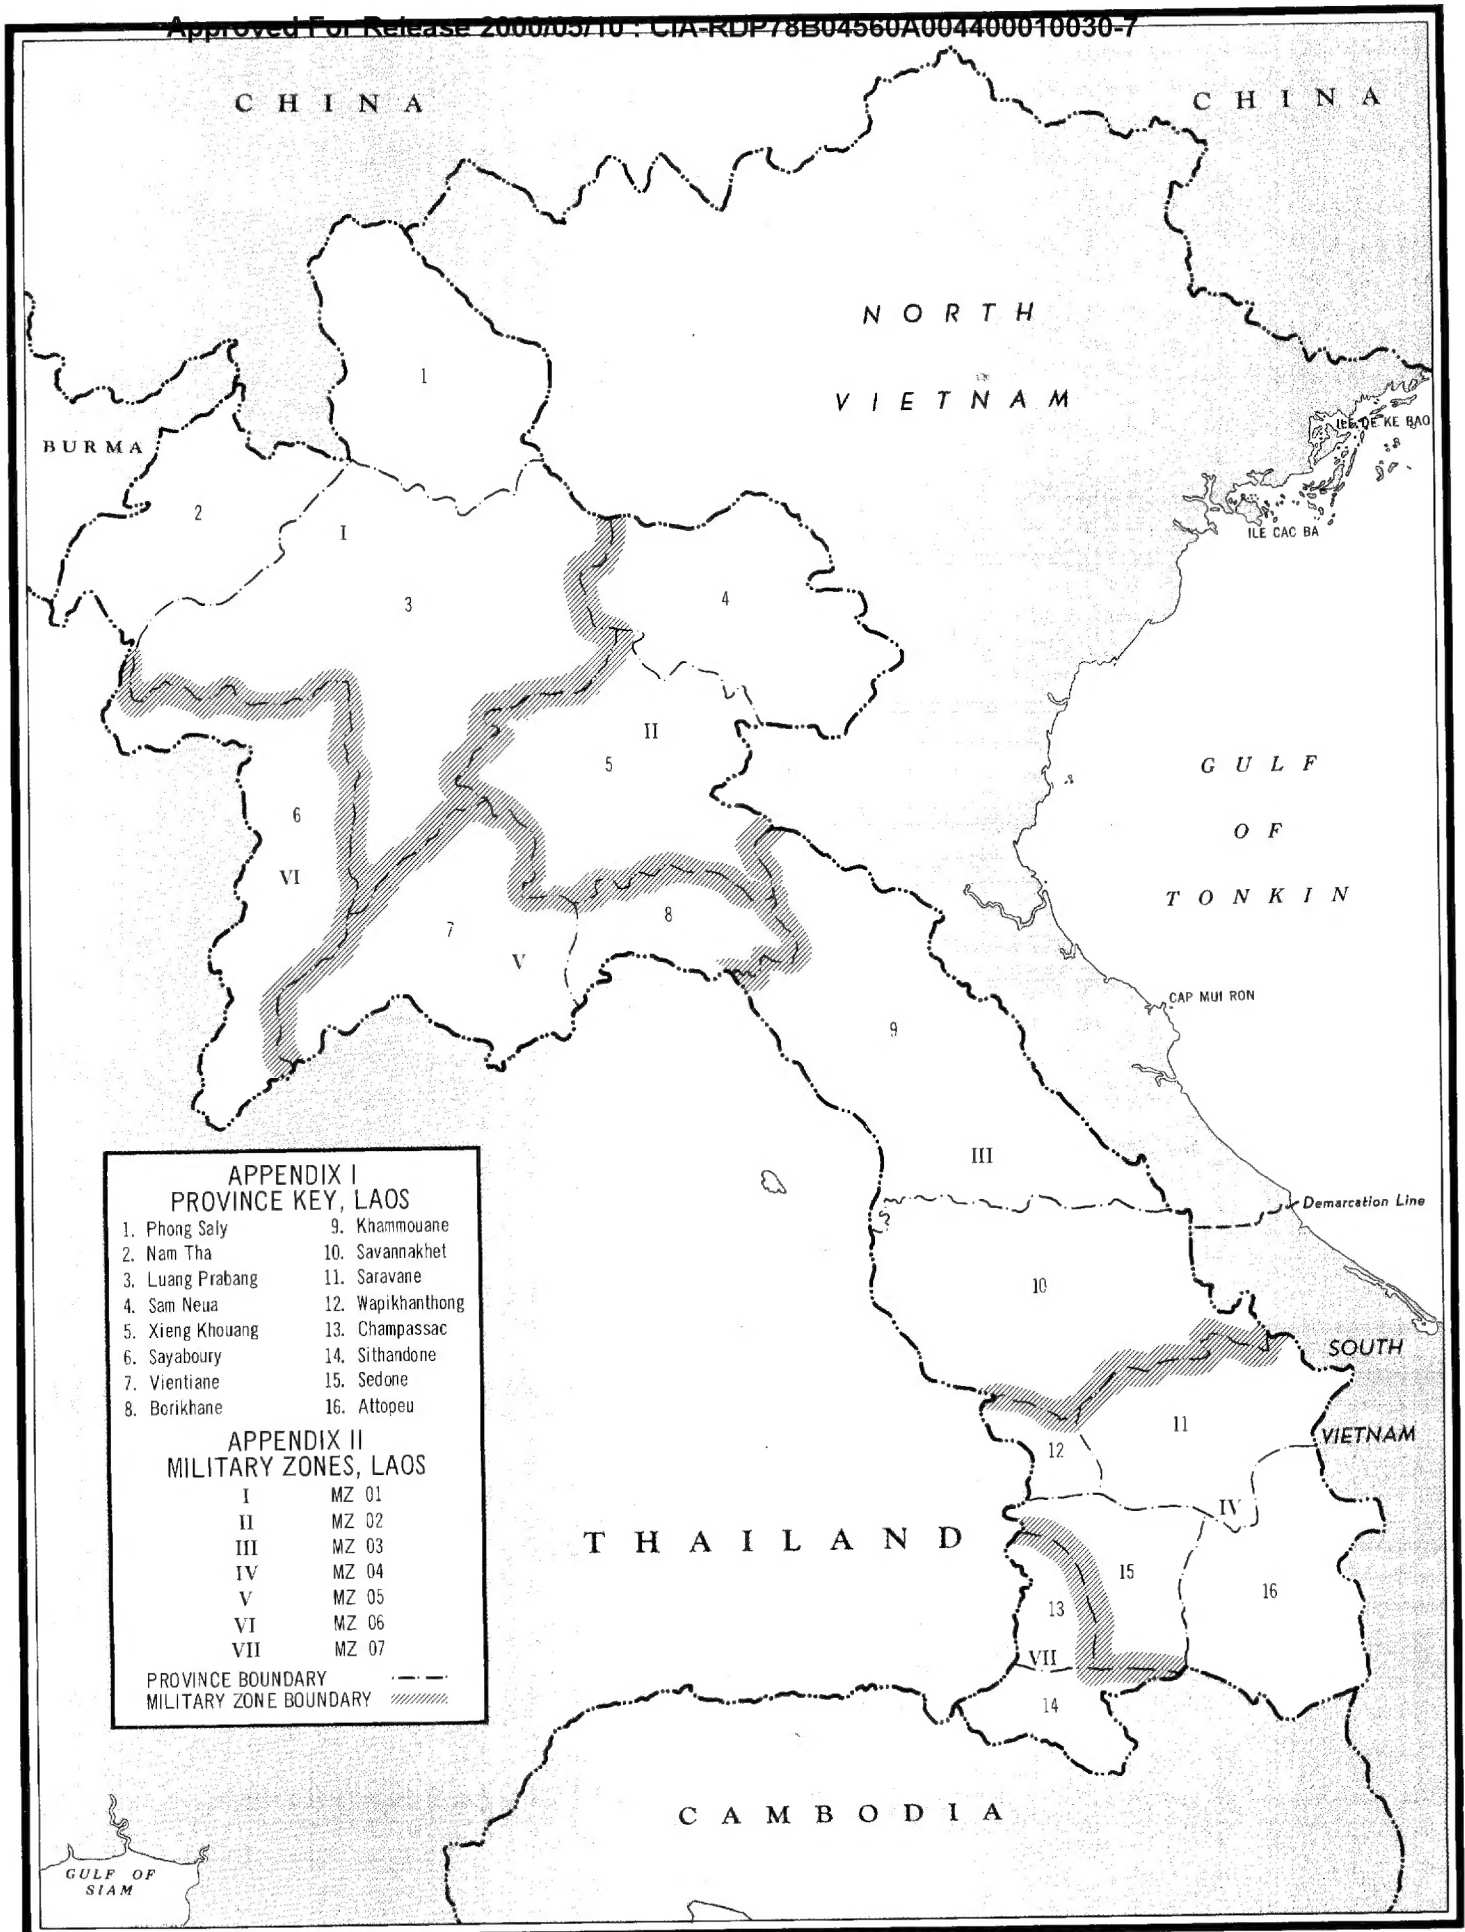 Approved For Release 2000/05/10 : CIA-RDP78B04560A004400010030-7
CHINA
CHINA
NORTH
VIETNAM
1
BURMA
ILE DE KE BAO
2
I
ILE CAC BA
3
4
II
5
GULF
OF
TONKIN
6
VI
7
8
V
CAP MUI RON
9
III
Demarcation Line
10
SOUTH
VIETNAM
11
12
IV
THAILAND
15
16
13
VII
14
CAMBODIA
GULF OF
SIAM
APPENDIX I
PROVINCE KEY, LAOS
1. Phong Saly 9. Khammouane
2. Nam Tha 10. Savannakhet
3. Luang Prabang 11. Saravane
4. Sam Neua 12. Wapikhanthong
5. Xieng Khouang 13. Champassac
6. Sayaboury 14. Sithandone
7. Vientiane 15. Sedone
8. Borikhane 16. Attopeu
APPENDIX II
MILITARY ZONES, LAOS
I MZ 01
II MZ 02
III MZ 03
IV MZ 04
V MZ 05
VI MZ 06
VII MZ 07
PROVINCE BOUNDARY
MILITARY ZONE BOUNDARY